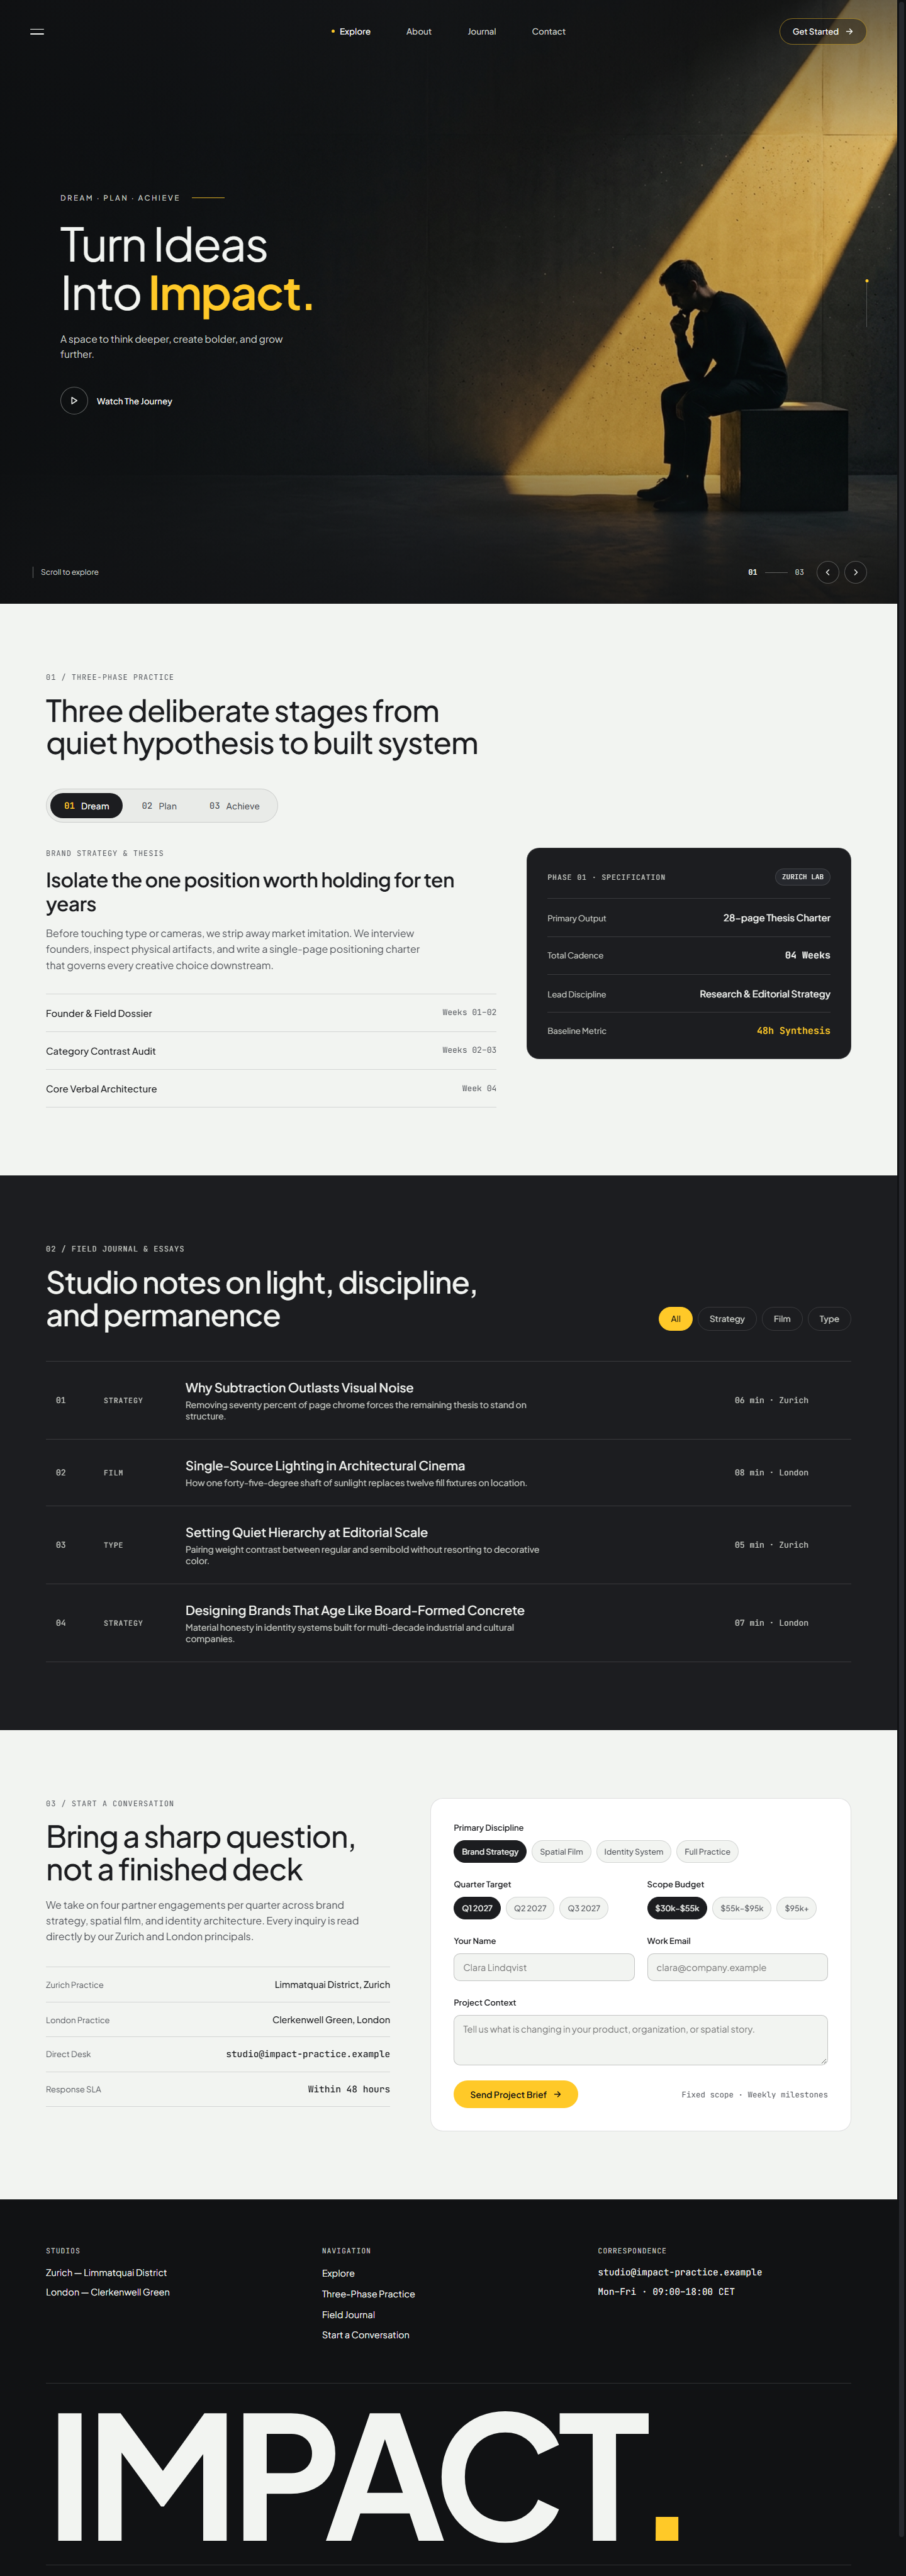 Explore
About
Journal
Contact
Get Started
DREAM · PLAN · ACHIEVE
Turn Ideas
Into Impact.
A space to think deeper, create bolder, and grow
further.
Watch The Journey
Scroll to explore
01
03
01 / THREE-PHASE PRACTICE
Three deliberate stages from
quiet hypothesis to built system
01 Dream
02 Plan
03 Achieve
BRAND STRATEGY & THESIS
Isolate the one position worth holding for ten
years
Before touching type or cameras, we strip away market imitation. We interview
founders, inspect physical artifacts, and write a single-page positioning charter
that governs every creative choice downstream.
Founder & Field Dossier
Weeks 01–02
Category Contrast Audit
Weeks 02–03
Core Verbal Architecture
Week 04
PHASE 01 · SPECIFICATION
ZURICH LAB
Primary Output
28-page Thesis Charter
Total Cadence
04 Weeks
Lead Discipline
Research & Editorial Strategy
Baseline Metric
48h Synthesis
02 / FIELD JOURNAL & ESSAYS
Studio notes on light, discipline,
and permanence
All
Strategy
Film
Type
01
STRATEGY
Why Subtraction Outlasts Visual Noise
Removing seventy percent of page chrome forces the remaining thesis to stand on
structure.
06 min · Zurich
02
FILM
Single-Source Lighting in Architectural Cinema
How one forty-five-degree shaft of sunlight replaces twelve fill fixtures on location.
08 min · London
03
TYPE
Setting Quiet Hierarchy at Editorial Scale
Pairing weight contrast between regular and semibold without resorting to decorative
color.
05 min · Zurich
04
STRATEGY
Designing Brands That Age Like Board-Formed Concrete
Material honesty in identity systems built for multi-decade industrial and cultural
companies.
07 min · London
03 / START A CONVERSATION
Bring a sharp question,
not a finished deck
We take on four partner engagements per quarter across brand
strategy, spatial film, and identity architecture. Every inquiry is read
directly by our Zurich and London principals.
Zurich Practice
Limmatquai District, Zurich
London Practice
Clerkenwell Green, London
Direct Desk
studio@impact-practice.example
Response SLA
Within 48 hours
Primary Discipline
Brand Strategy
Spatial Film
Identity System
Full Practice
Quarter Target
Q1 2027
Q2 2027
Q3 2027
Scope Budget
$30k–$55k
$55k–$95k
$95k+
Your Name
Clara Lindqvist
Work Email
clara@company.example
Project Context
Tell us what is changing in your product, organization, or spatial story.
Send Project Brief
Fixed scope · Weekly milestones
STUDIOS
Zurich — Limmatquai District
London — Clerkenwell Green
NAVIGATION
Explore
Three-Phase Practice
Field Journal
Start a Conversation
CORRESPONDENCE
studio@impact-practice.example
Mon–Fri · 09:00–18:00 CET
IMPACT.